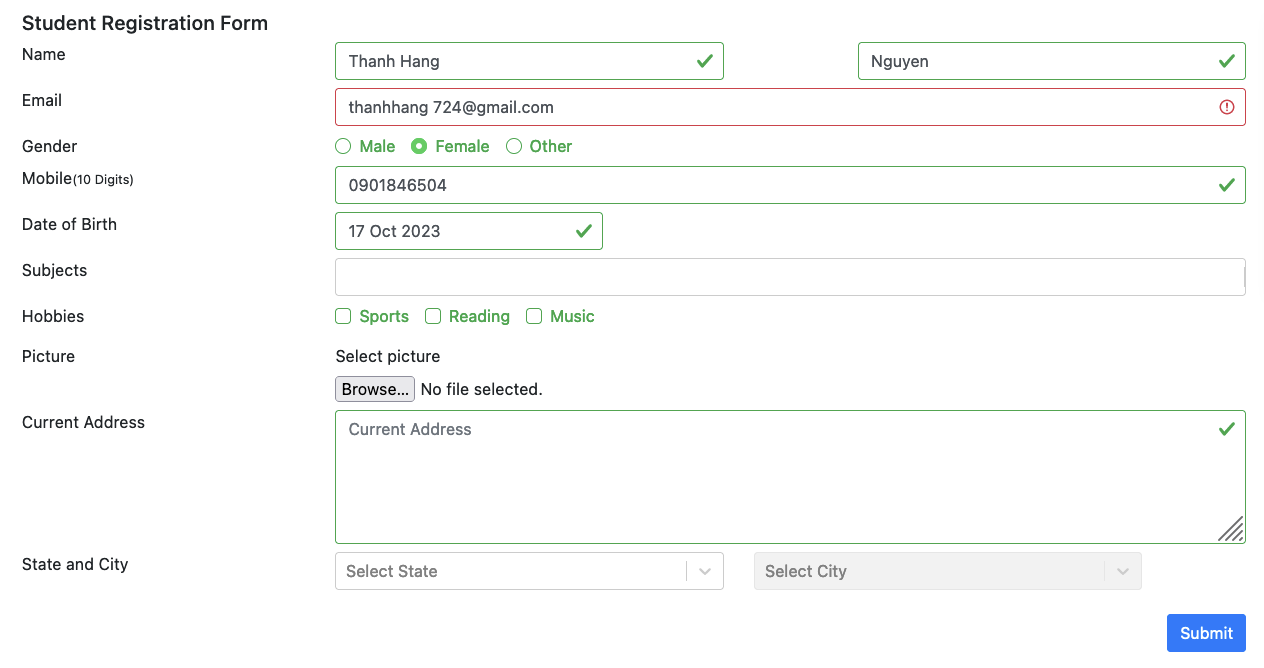 Student Registration Form
Name
Thanh Hang
Nguyen
Email
thanhhang 724@gmail.com
Gender
Male Female Other
Mobile(10 Digits)
0901846504
Date of Birth
17 Oct 2023
Subjects
Hobbies
Sports Reading Music
Picture
Select picture
Browse... No file selected.
Current Address
Current Address
State and City
Select State
Select City
Submit